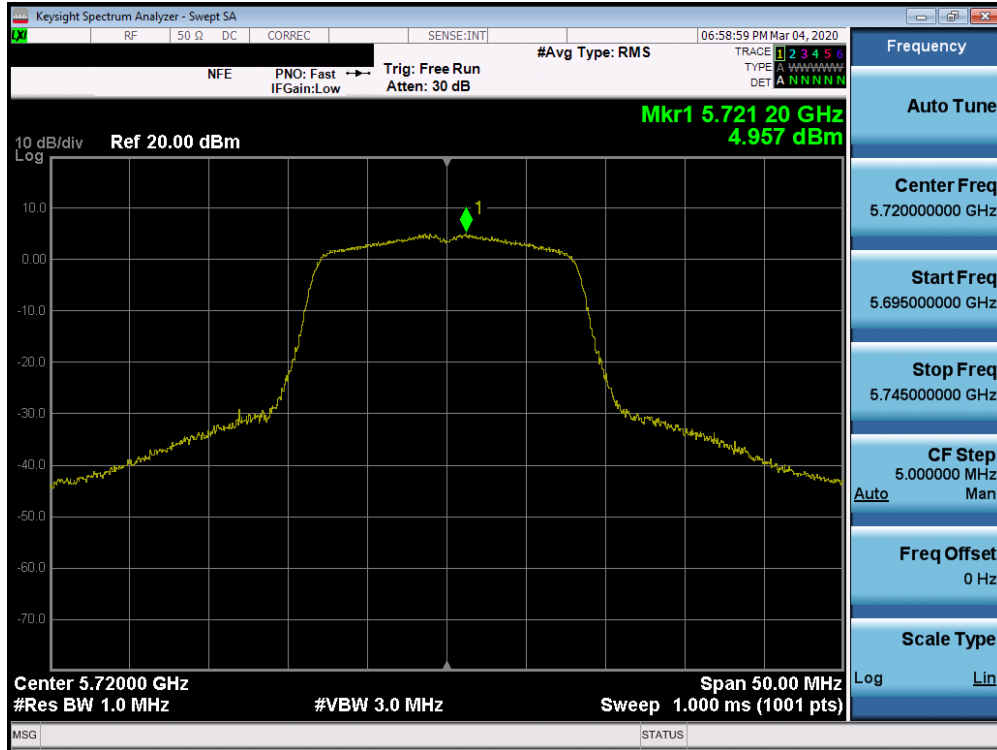 Keysight Spectrum Analyzer - Swept SA
LXI RF 50 Ω DC CORREC SENSE:INT 06:58:59 PM Mar 04, 2020
NFE PNO: Fast Trig: Free Run #Avg Type: RMS TRACE 1 2 3 4 5 6
IFGain:Low Atten: 30 dB TYPE A WWWWW
DET A N N N N N
Mkr1 5.721 20 GHz
4.957 dBm
10 dB/div Ref 20.00 dBm
Log
1
10.0
0.00
-10.0
-20.0
-30.0
-40.0
-50.0
-60.0
-70.0
Center 5.72000 GHz Span 50.00 MHz
#Res BW 1.0 MHz #VBW 3.0 MHz Sweep 1.000 ms (1001 pts)
MSG STATUS
Frequency
Auto Tune
Center Freq
5.720000000 GHz
Start Freq
5.695000000 GHz
Stop Freq
5.745000000 GHz
CF Step
5.000000 MHz
Auto Man
Freq Offset
0 Hz
Scale Type
Log Lin